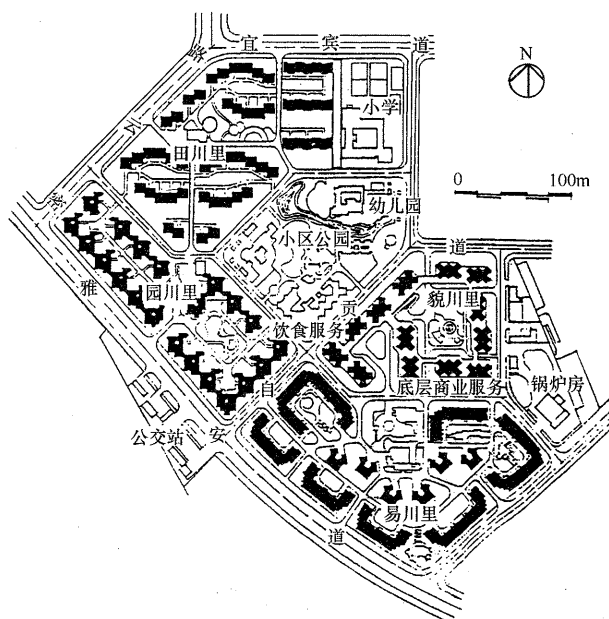 宜宾道
N
小学
田川里
0 100m
幼儿园
小区公园
道
雅
园川里
贡
貌川里
饮食服务
自
底层商业服务
锅炉房
公交站
安
易川里
道